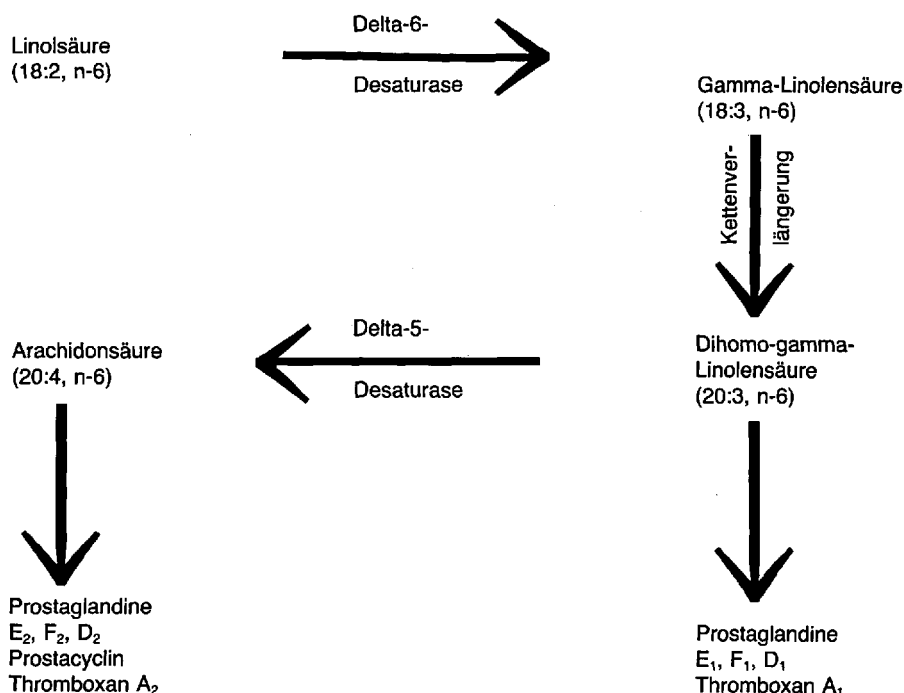 Linolsäure
(18:2, n-6)
Delta-6-
Desaturase
Gamma-Linolensäure
(18:3, n-6)
Kettenver-
längerung
Dihomo-gamma-
Linolensäure
(20:3, n-6)
Delta-5-
Desaturase
Arachidonsäure
(20:4, n-6)
Prostaglandine
E₂, F₂, D₂
Prostacyclin
Thromboxan A₂
Prostaglandine
E₁, F₁, D₁
Thromboxan A₁